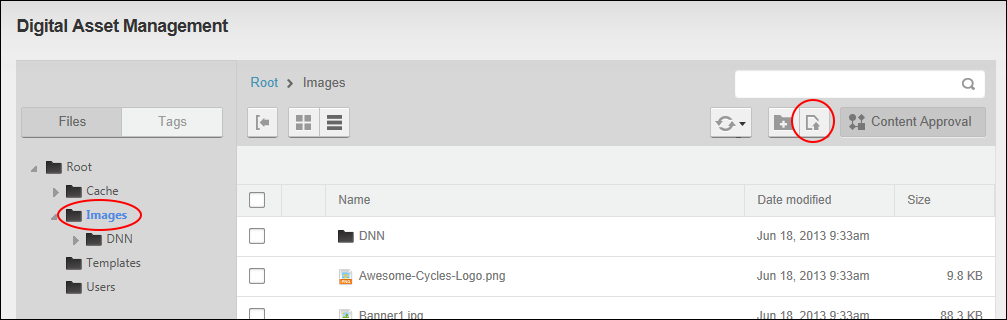 Digital Asset Management
Root > Images
Files Tags
Content Approval
Root
Cache
Images
DNN
Templates
Users
Name Date modified Size
DNN Jun 18, 2013 9:33am
Awesome-Cycles-Logo.png Jun 18, 2013 9:33am 9.8 KB
Banner1.jpg Jun 18, 2013 9:33am 88.3 KB